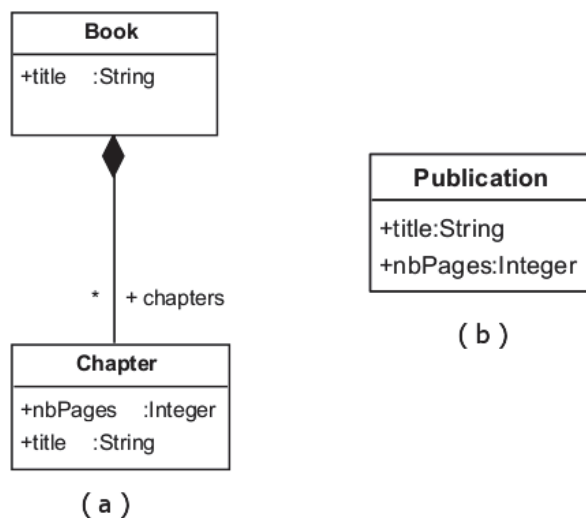 Book
+title :String
* + chapters
Chapter
+nbPages :Integer
+title :String
( a )
Publication
+title:String
+nbPages:Integer
( b )